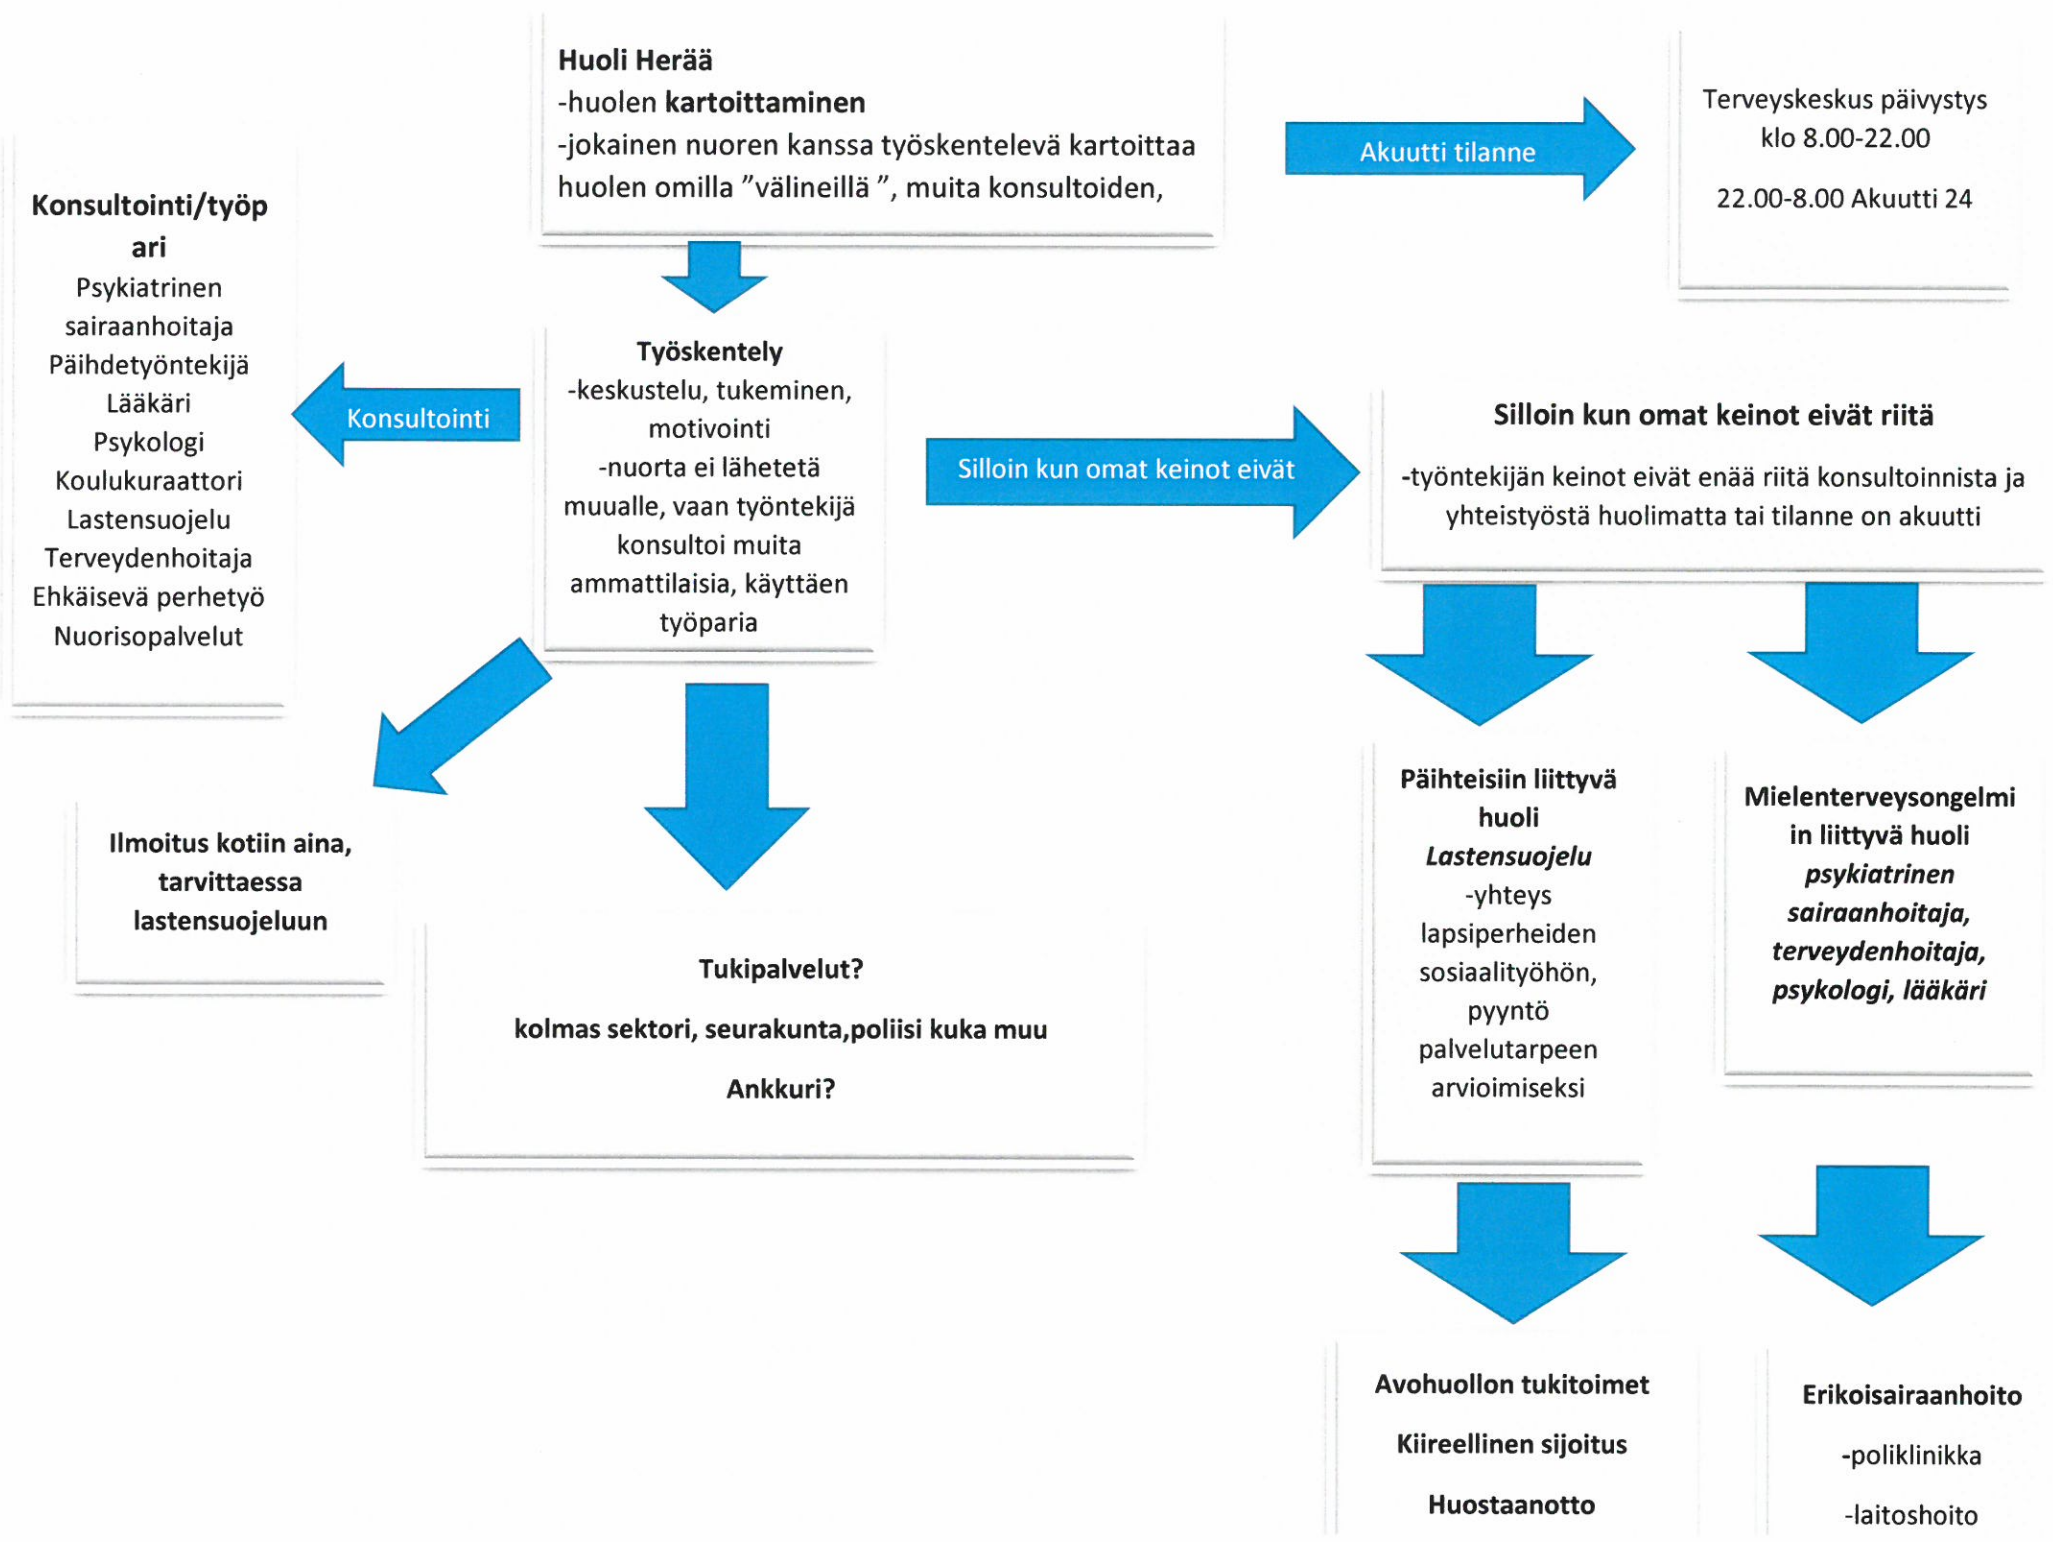 Huoli Herää
-huolen kartoittaminen
-jokainen nuoren kanssa työskentelevä kartoittaa
huolen omilla ”välineillä ”, muita konsultoiden,
Akuutti tilanne
Terveyskeskus päivystys
klo 8.00-22.00
22.00-8.00 Akuutti 24
Konsultointi/työp
ari
Psykiatrinen
sairaanhoitaja
Päihdetyöntekijä
Lääkäri
Psykologi
Koulukuraattori
Lastensuojelu
Terveydenhoitaja
Ehkäisevä perhetyö
Nuorisopalvelut
Konsultointi
Työskentely
-keskustelu, tukeminen,
motivointi
-nuorta ei lähetetä
muualle, vaan työntekijä
konsultoi muita
ammattilaisia, käyttäen
työparia
Silloin kun omat keinot eivät
Silloin kun omat keinot eivät riitä
-työntekijän keinot eivät enää riitä konsultoinnista ja
yhteistyöstä huolimatta tai tilanne on akuutti
Ilmoitus kotiin aina,
tarvittaessa
lastensuojeluun
Tukipalvelut?
kolmas sektori, seurakunta,poliisi kuka muu
Ankkuri?
Päihteisiin liittyvä
huoli
Lastensuojelu
-yhteys
lapsiperheiden
sosiaalityöhön,
pyyntö
palvelutarpeen
arvioimiseksi
Mielenterveysongelmi
in liittyvä huoli
psykiatrinen
sairaanhoitaja,
terveydenhoitaja,
psykologi, lääkäri
Avohuollon tukitoimet
Kiireellinen sijoitus
Huostaanotto
Erikoisairaanhoito
-poliklinikka
-laitoshoito